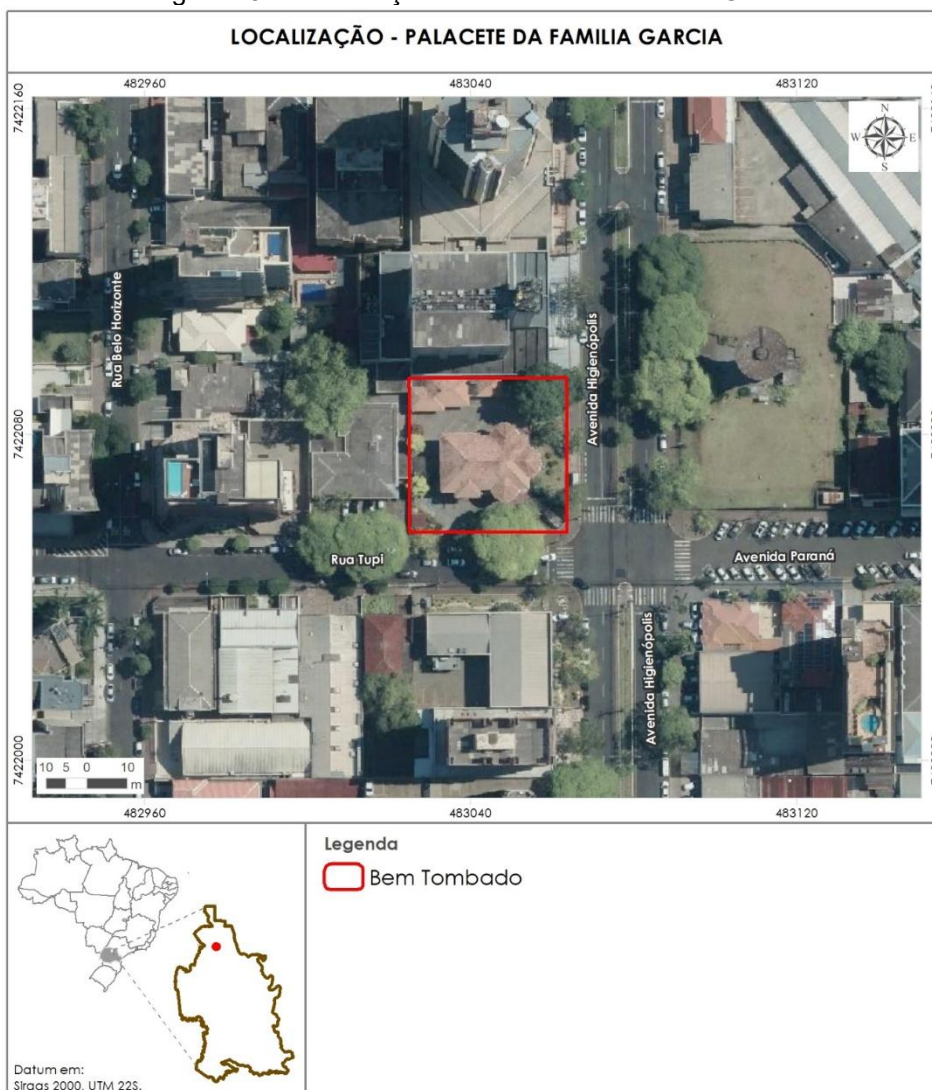 LOCALIZAÇÃO - PALACETE DA FAMILIA GARCIA
482960
483040
483120
7422160
N
W
E
S
Rua Belo Horizonte
Avenida Higienópolis
7422080
Rua Tupi
Avenida Paraná
Avenida Higienópolis
7422000
10 5 0 10
m
482960
483040
483120
Legenda
Bem Tombado
Datum em:
Sirgas 2000, UTM 22S.